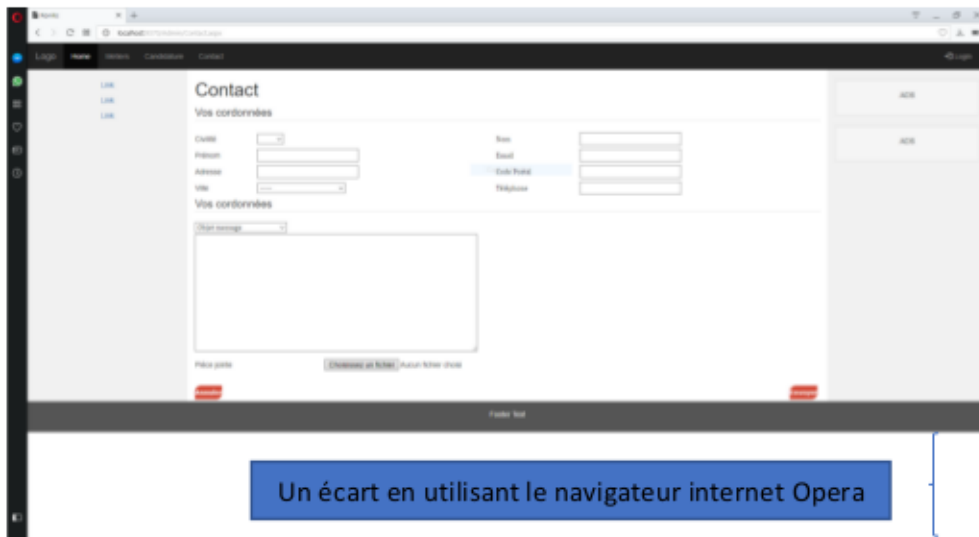 Logo Home Métiers Candidature Contact Login
Link
Link
Link
Contact
Vos cordonnées
Civilité
Nom
Prénom
Email
Adresse
Code Postal
Ville
Téléphone
Vos cordonnées
Objet message
Pièce jointe Choisissez un fichier Aucun fichier choisi
ADS
ADS
Footer Text
Un écart en utilisant le navigateur internet Opera